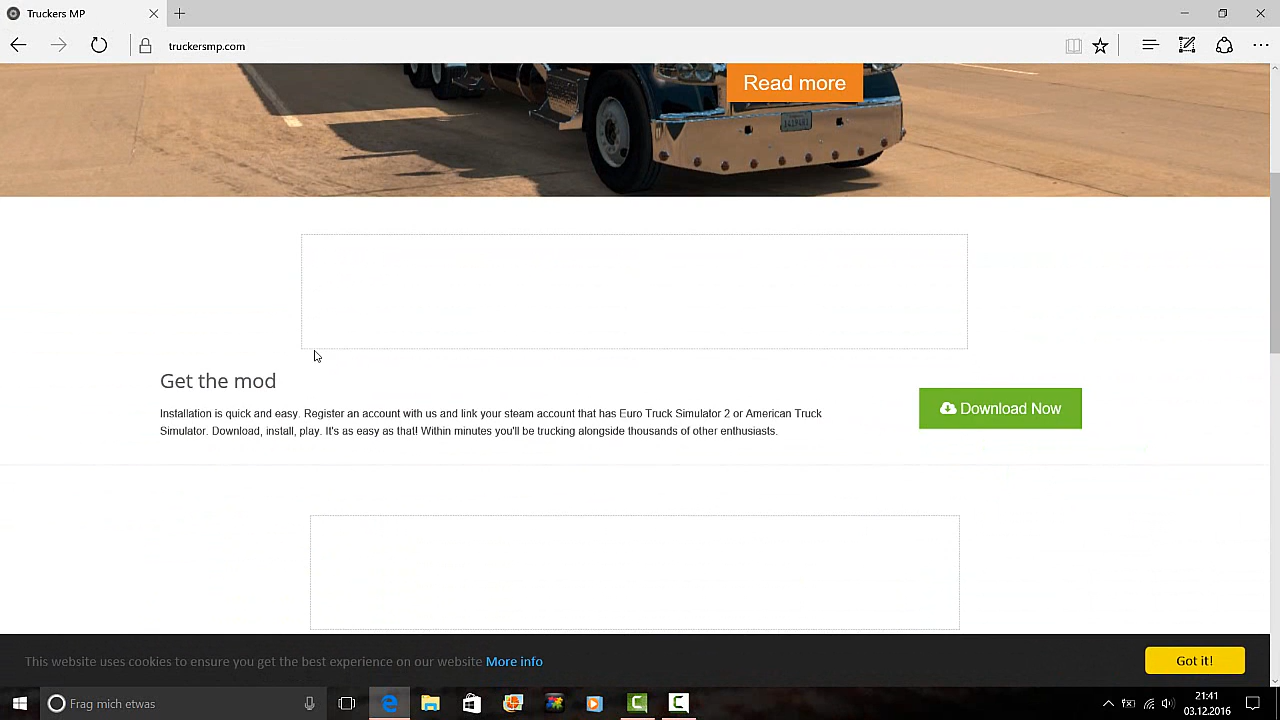 Truckers MP
truckersmp.com
Read more
Get the mod
Installation is quick and easy. Register an account with us and link your steam account that has Euro Truck Simulator 2 or American Truck
Simulator. Download, install, play. It's as easy as that! Within minutes you'll be trucking alongside thousands of other enthusiasts.
Download Now
This website uses cookies to ensure you get the best experience on our website More info
Got it!
Frag mich etwas
21:41
03.12.2016